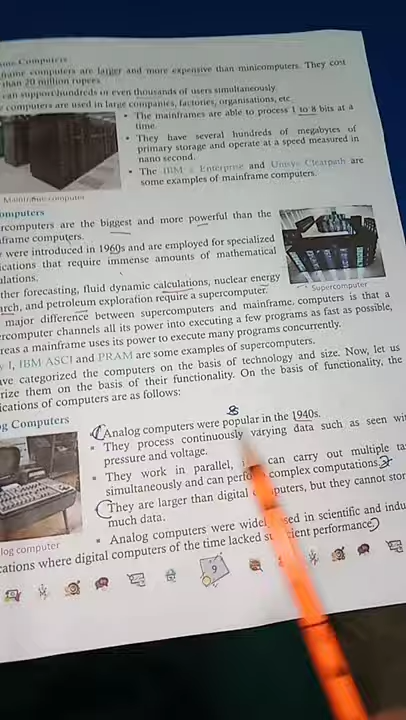 Computers
name computers are larger and more expensive than minicomputers. They cost
than 20 million rupees.
can support hundreds or even thousands of users simultaneously.
computers are used in large companies, factories, organisations, etc
• The mainframes are able to process 1 to 8 bits at a
time.
• They have several hundreds of megabytes of
primary storage and operate at a speed measured in
nano second.
• The IBM z Enterprise and Unisys Clearpath are
some examples of mainframe computers.
Mainframe computer
omputers
rcomputers are the biggest and more powerful than the
nframe computers.
were introduced in 1960s and are employed for specialized
ications that require immense amounts of mathematical
ulations.
ther forecasting, fluid dynamic calculations, nuclear energy
arch, and petroleum exploration require a supercomputer.
Supercomputer
major difference between supercomputers and mainframe computers is that a
rcomputer channels all its power into executing a few programs as fast as possible,
reas a mainframe uses its power to execute many programs concurrently.
I, IBM ASCI and PRAM are some examples of supercomputers.
ave categorized the computers on the basis of technology and size. Now, let us
rize them on the basis of their functionality. On the basis of functionality, the
ications of computers are as follows:
og Computers
8
Analog computers were popular in the 1940s.
• They process continuously varying data such as seen wit
pressure and voltage.
• They work in parallel, can carry out multiple ta
simultaneously and can perform complex computations.
They are larger than digital computers, but they cannot stor
much data.
• Analog computers were widely used in scientific and indu
log computer
cations where digital computers of the time lacked sufficient performance.
9